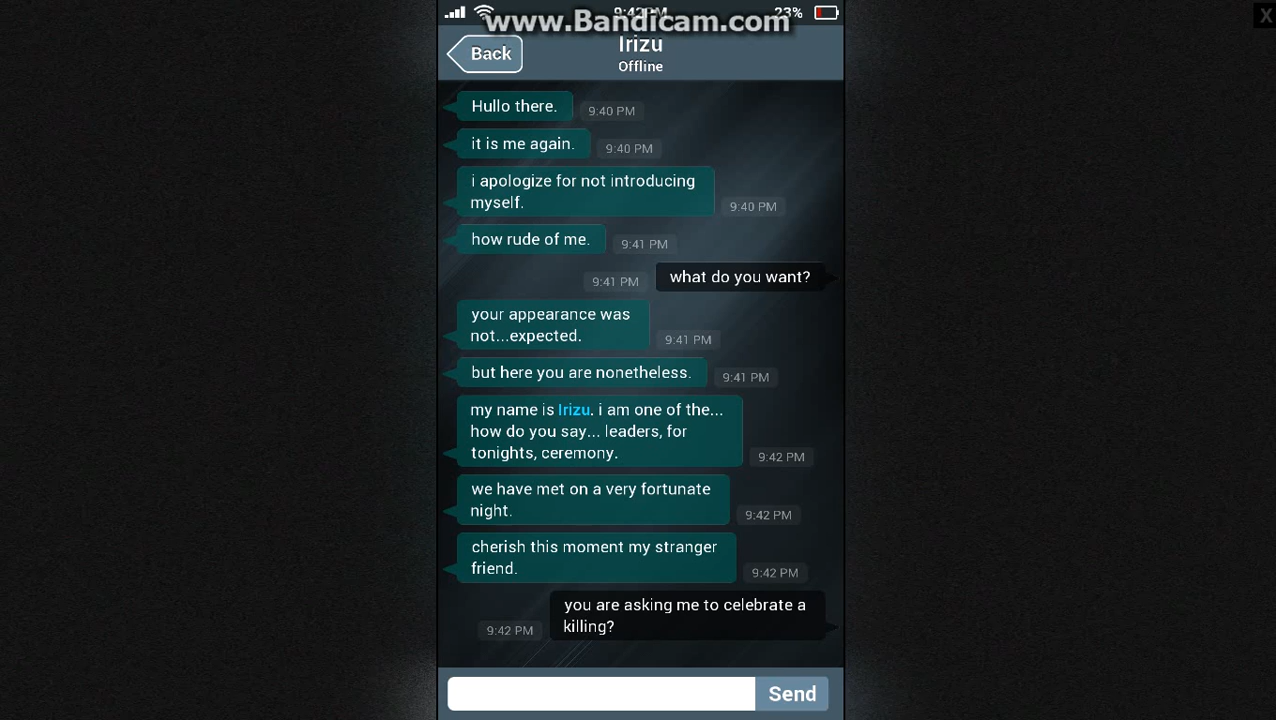 www.Bandicam.com
9:42PM
23%
X
Back
Irizu
Offline
Hullo there.
9:40 PM
it is me again.
9:40 PM
i apologize for not introducing
myself.
9:40 PM
how rude of me.
9:41 PM
what do you want?
9:41 PM
your appearance was
not...expected.
9:41 PM
but here you are nonetheless.
9:41 PM
my name is Irizu. i am one of the...
how do you say... leaders, for
tonights, ceremony.
9:42 PM
we have met on a very fortunate
night.
9:42 PM
cherish this moment my stranger
friend.
9:42 PM
you are asking me to celebrate a
killing?
9:42 PM
Send